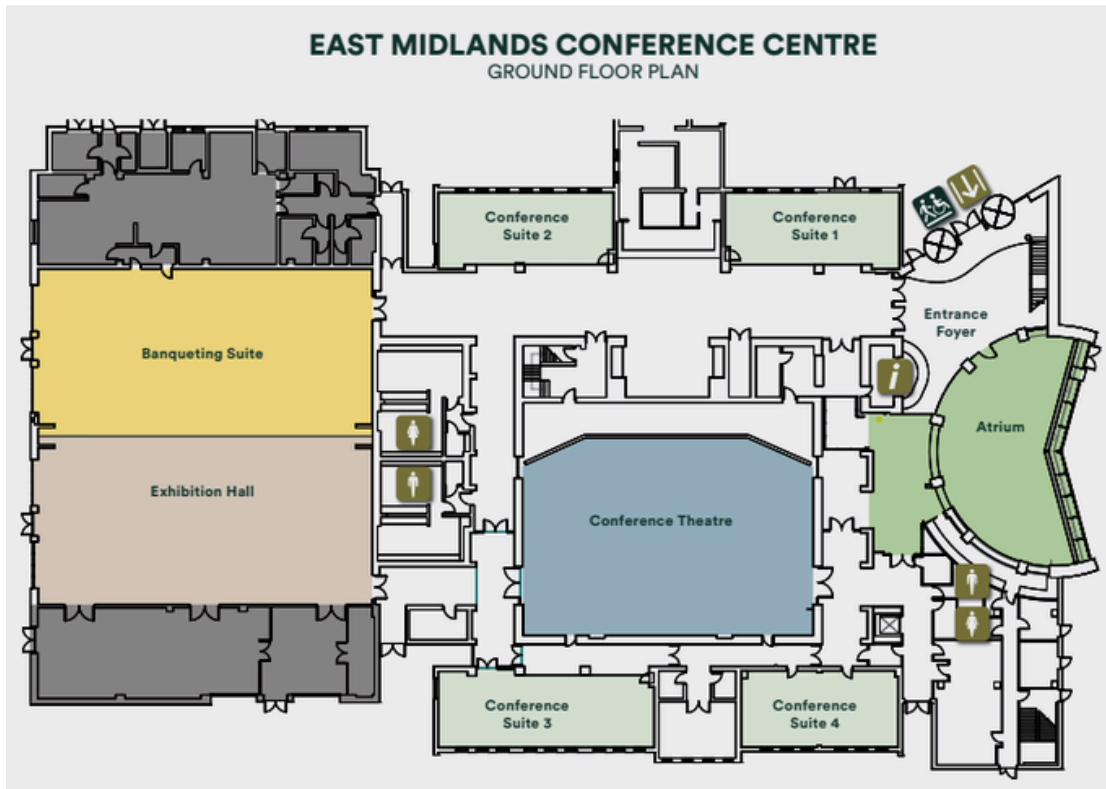 EAST MIDLANDS CONFERENCE CENTRE
GROUND FLOOR PLAN
Conference
Suite 2
Conference
Suite 1
Entrance
Foyer
Banqueting Suite
i
Atrium
Exhibition Hall
Conference Theatre
Conference
Suite 3
Conference
Suite 4